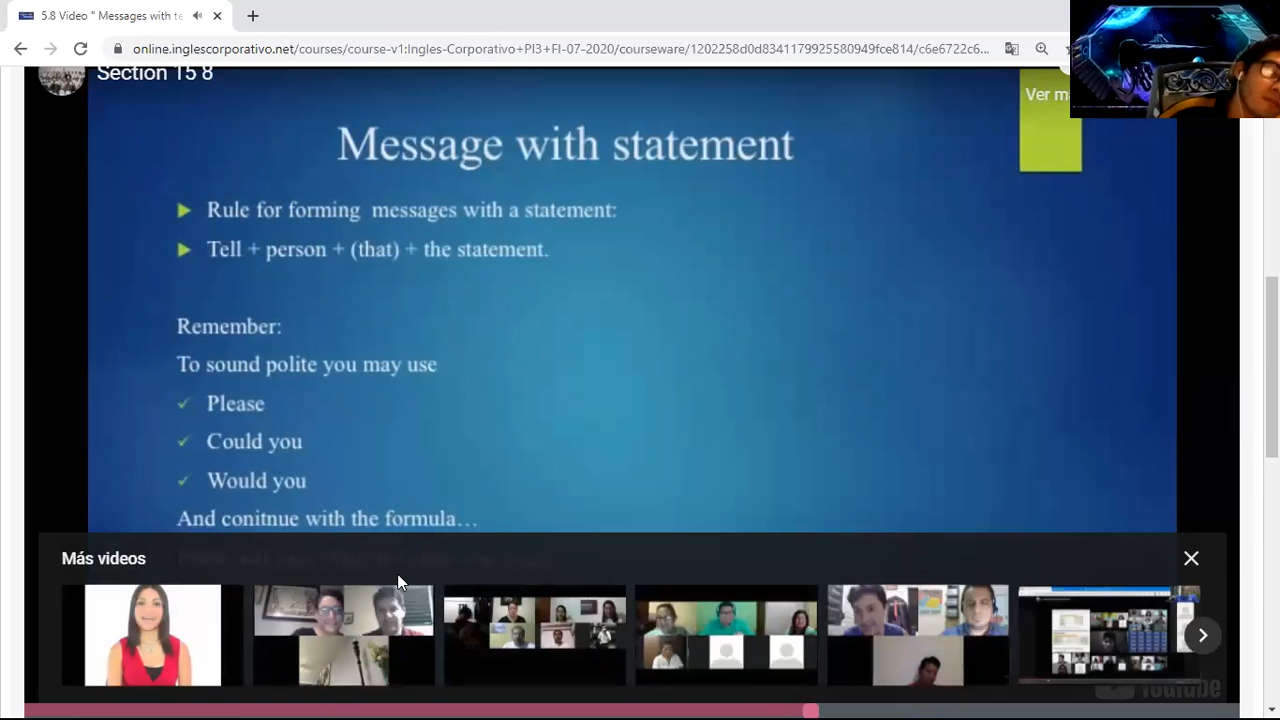 5.8 Video " Messages with te
online.inglescorporativo.net/courses/course-v1:Ingles-Corporativo+PI3+FI-07-2020/courseware/1202258d0d8341179925580949fce814/c6e6722c6...
Section 15 8
Ver m
Message with statement
Rule for forming messages with a statement:
Tell + person + (that) + the statement.
Remember:
To sound polite you may use
Please
Could you
Would you
And conitnue with the formula…
Más videos
YouTube